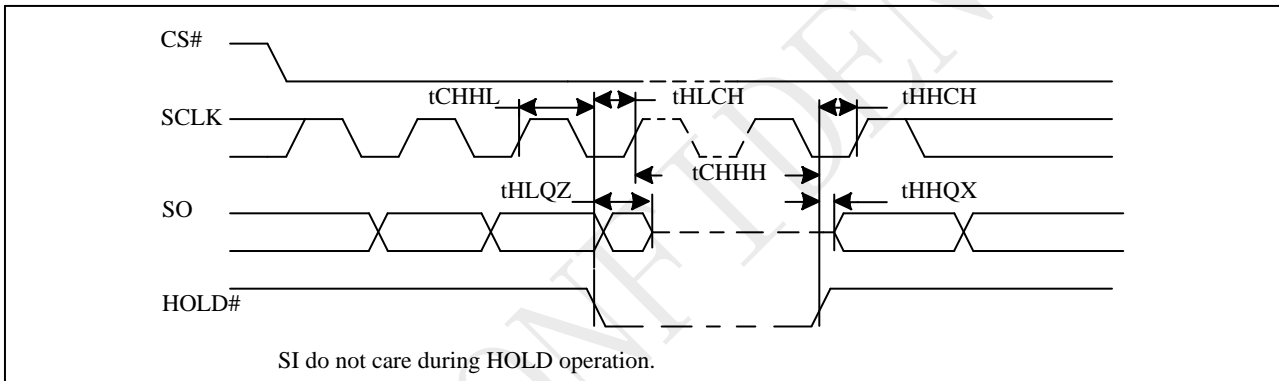 CS#
tCHHL
tHLCH
tHHCH
SCLK
tCHHH
tHLQZ
tHHQX
SO
HOLD#
SI do not care during HOLD operation.